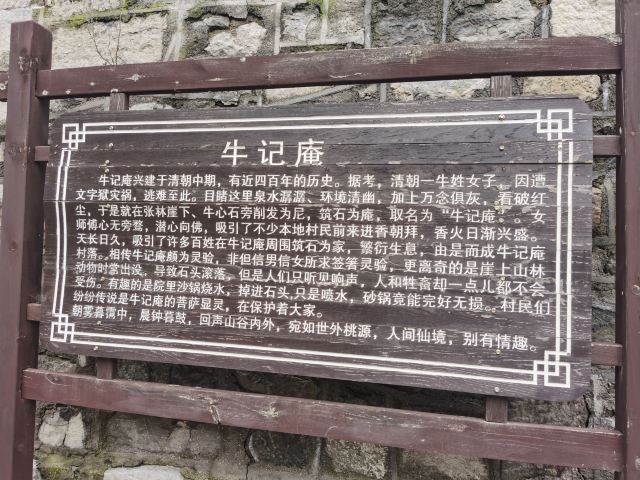 牛记庵
牛记庵兴建于清朝中期，有近四百年的历史。据考，清朝一牛姓女子，因遭
文字狱灾祸，逃难至此。目睹这里泉水潺潺、环境清幽，加上万念俱灰，看破红
尘，于是就在张林崖下、牛心石旁削发为尼，筑石为庵，取名为“牛记庵”。女
师傅心无旁骛，潜心向佛，吸引了不少本地村民前来进香朝拜，香火日渐兴盛。
天长日久，吸引了许多百姓在牛记庵周围筑石为家，繁衍生息，由是而成牛记庵
村落。相传牛记庵颇为灵验，非但信男信女所求签筈灵验，更离奇的是崖上山林
动物时常出没，导致石头滚落，但是人们只听见响声，人和牲畜却一点儿都不会
受伤。有趣的是院里沙锅烧水，掉进石头,只是喷水，砂锅竟能完好无损。村民们
纷纷传说是牛记庵的菩萨显灵，在保护者大家。
朝雾暮霭中，晨钟暮鼓，回声山谷内外，宛如世外桃源，人间仙境，别有情趣。